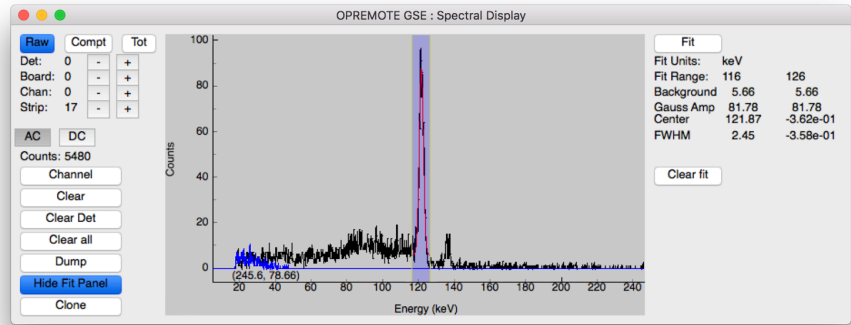 OPREMOTE GSE : Spectral Display
Raw Compt Tot
Det: 0 - +
Board: 0 - +
Chan: 0 - +
Strip: 17 - +
AC DC
Counts: 5480
Channel
Clear
Clear Det
Clear all
Dump
Hide Fit Panel
Clone
100
80
60
40
20
0
Counts
(245.6, 78.66)
20 40 60 80 100 120 140 160 180 200 220 240
Energy (keV)
Fit
Fit Units: keV
Fit Range: 116 126
Background 5.66 5.66
Gauss Amp 81.78 81.78
Center 121.87 -3.62e-01
FWHM 2.45 -3.58e-01
Clear fit